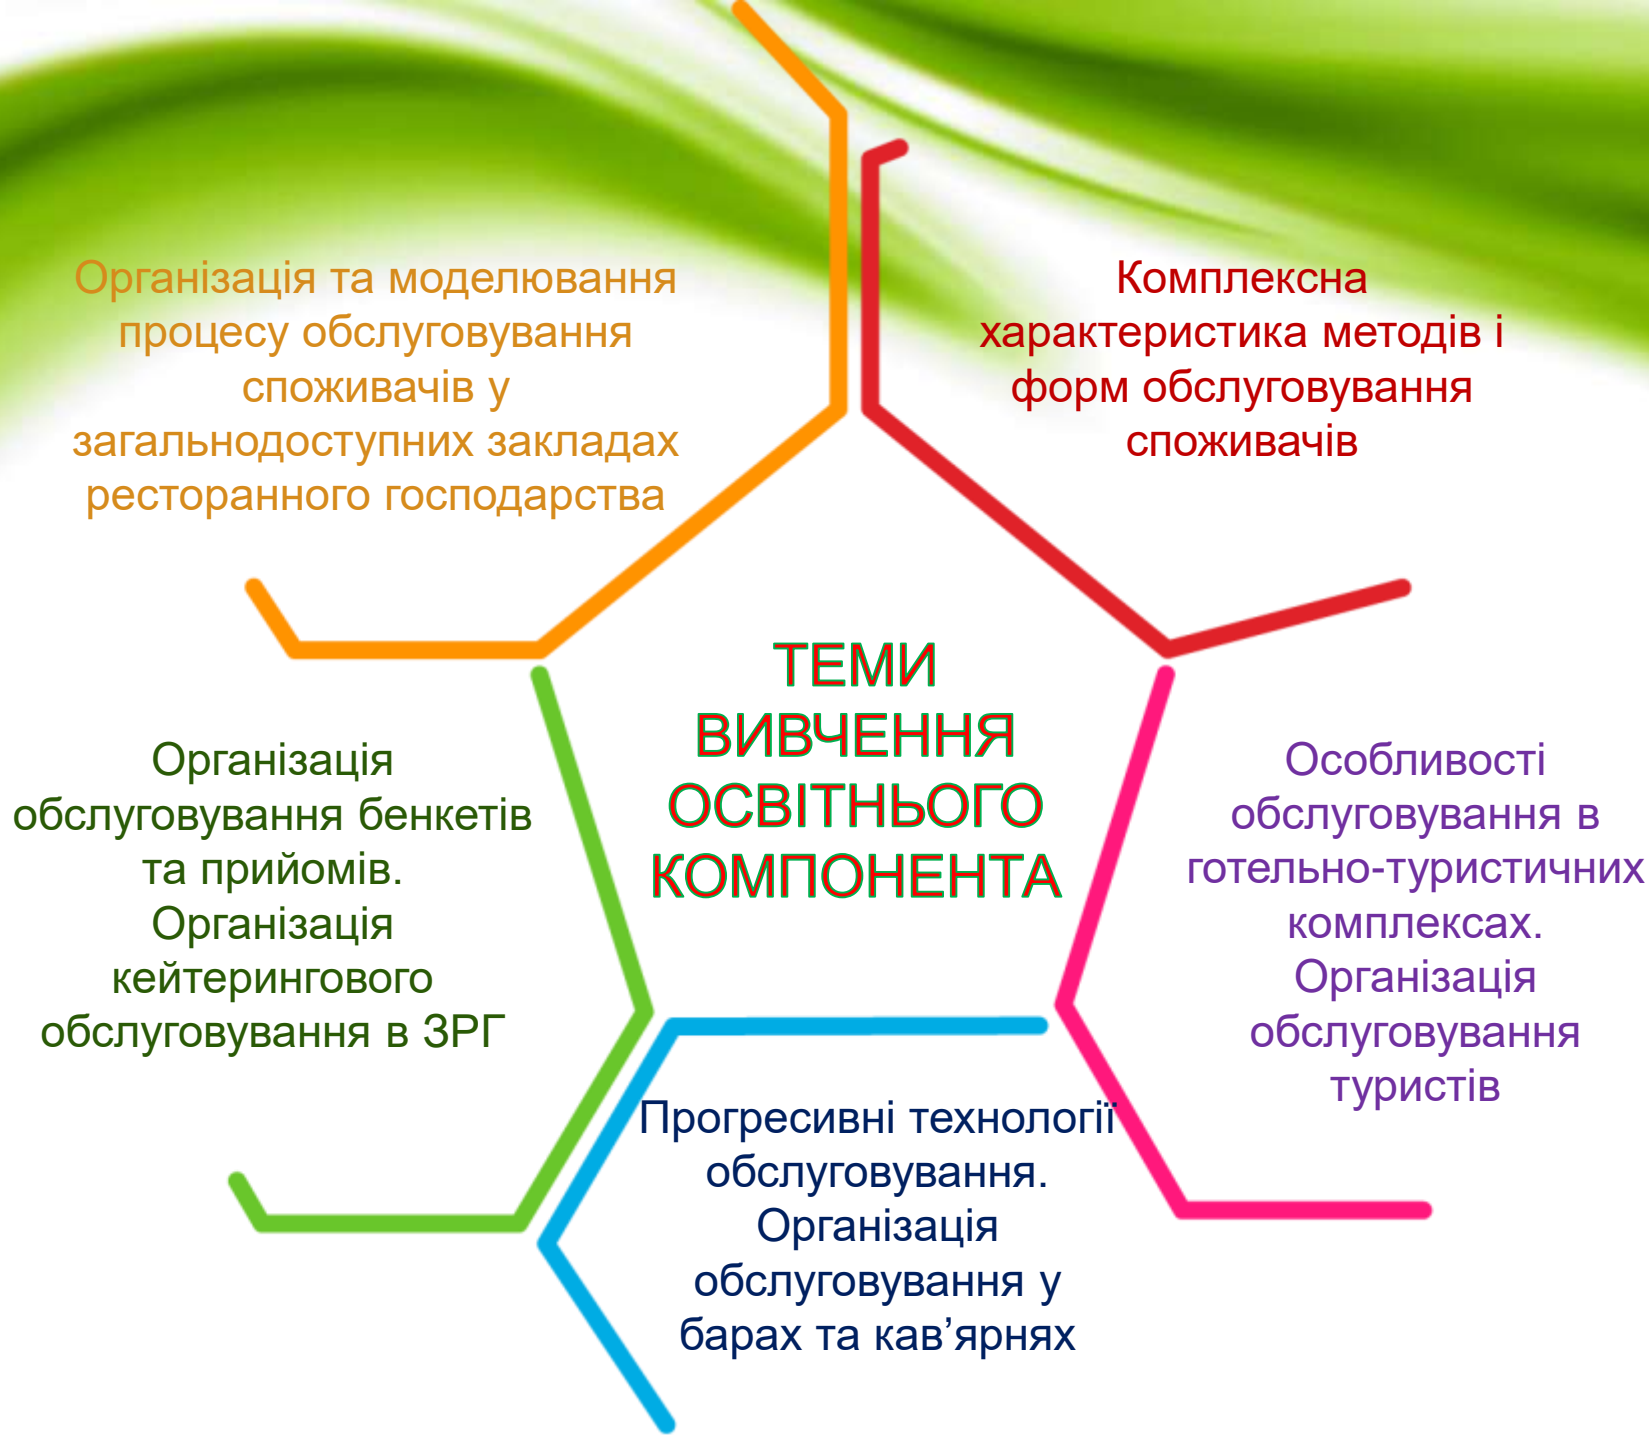 Організація та моделювання
процесу обслуговування
споживачів у
загальнодоступних закладах
ресторанного господарства
Комплексна
характеристика методів і
форм обслуговування
споживачів
ТЕМИ
ВИВЧЕННЯ
ОСВІТНЬОГО
КОМПОНЕНТА
Організація
обслуговування бенкетів
та прийомів.
Організація
кейтерингового
обслуговування в ЗРГ
Особливості
обслуговування в
готельно-туристичних
комплексах.
Організація
обслуговування
туристів
Прогресивні технології
обслуговування.
Організація
обслуговування у
барах та кав’ярнях